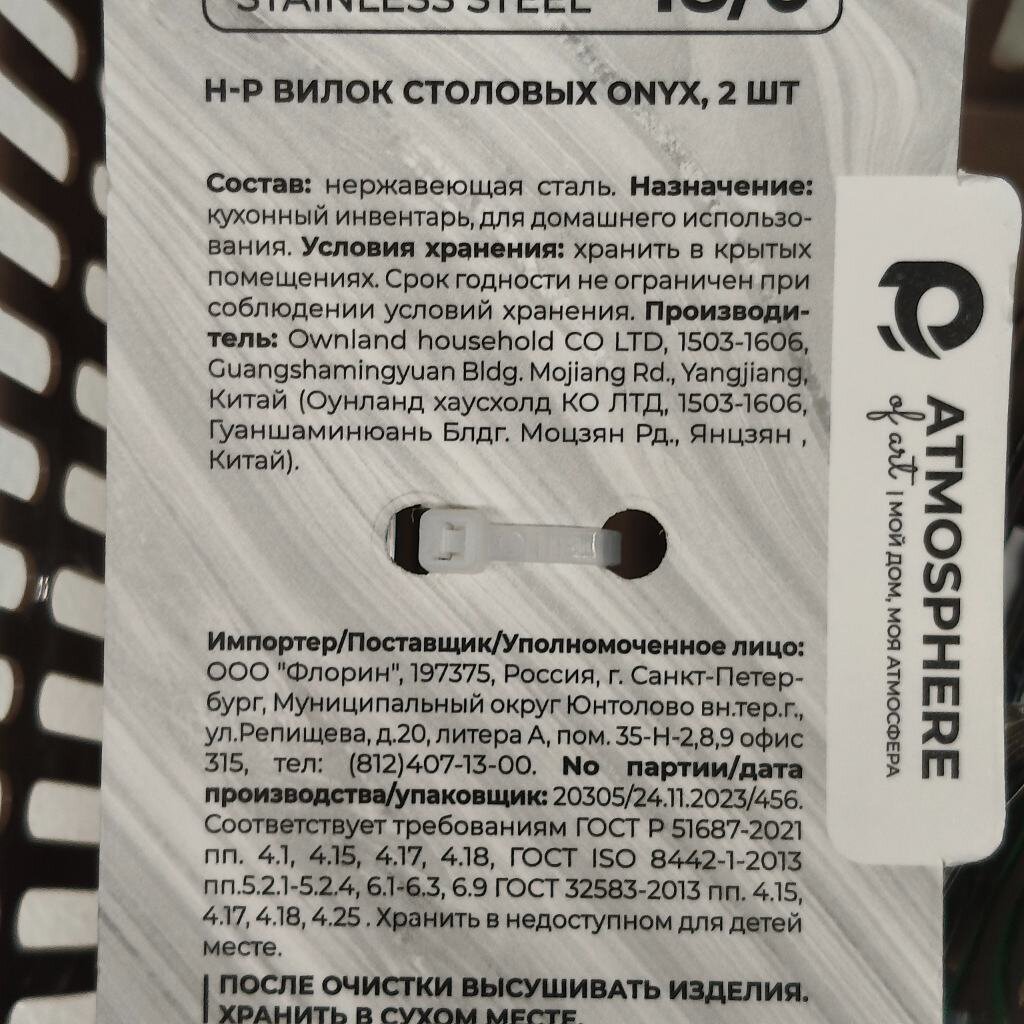 STAINLESS STEEL
Н-Р ВИЛОК СТОЛОВЫХ ONYX, 2 ШТ
Состав: нержавеющая сталь. Назначение:
кухонный инвентарь, для домашнего использо-
вания. Условия хранения: хранить в крытых
помещениях. Срок годности не ограничен при
соблюдении условий хранения. Производи-
тель: Ownland household CO LTD, 1503-1606,
Guangshamingyuan Bldg. Mojiang Rd., Yangjiang,
Китай (Оунланд хаусхолд КО ЛТД, 1503-1606,
Гуаншаминюань Блдг. Моцзян Рд., Янцзян ,
Китай).
Импортер/Поставщик/Уполномоченное лицо:
ООО "Флорин", 197375, Россия, г. Санкт-Петер-
бург, Муниципальный округ Юнтолово вн.тер.г.,
ул.Репищева, д.20, литера А, пом. 35-Н-2,8,9 офис
315, тел: (812)407-13-00. No партии/дата
производства/упаковщик: 20305/24.11.2023/456.
Соответствует требованиям ГОСТ Р 51687-2021
пп. 4.1, 4.15, 4.17, 4.18, ГОСТ ISO 8442-1-2013
пп.5.2.1-5.2.4, 6.1-6.3, 6.9 ГОСТ 32583-2013 пп. 4.15,
4.17, 4.18, 4.25 . Хранить в недоступном для детей
месте.
ПОСЛЕ ОЧИСТКИ ВЫСУШИВАТЬ ИЗДЕЛИЯ.
ХРАНИТЬ В СУХОМ МЕСТЕ.
ATMOSPHERE
of art | МОЙ ДОМ, МОЯ АТМОСФЕРА